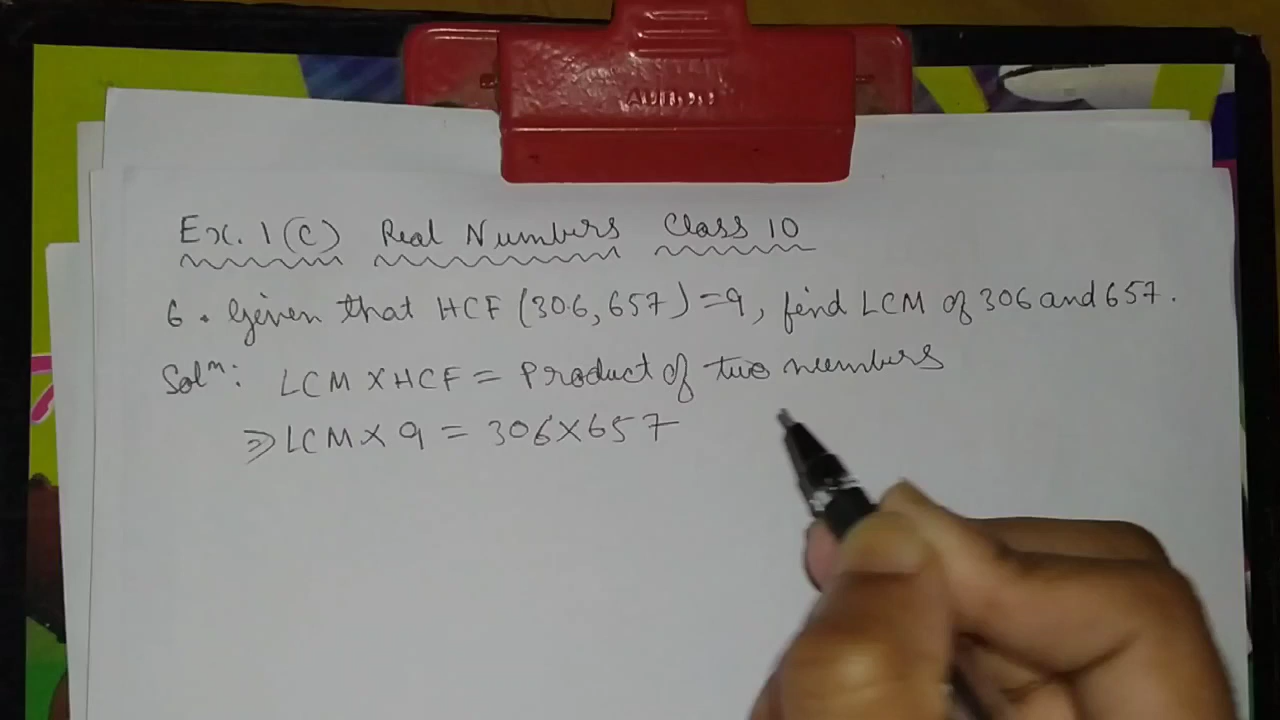 Ex. 1(C) Real Numbers Class 10
6. Given that HCF (306, 657) = 9, find LCM of 306 and 657.
Solⁿ: LCM × HCF = Product of two numbers
⇒ LCM × 9 = 306 × 657